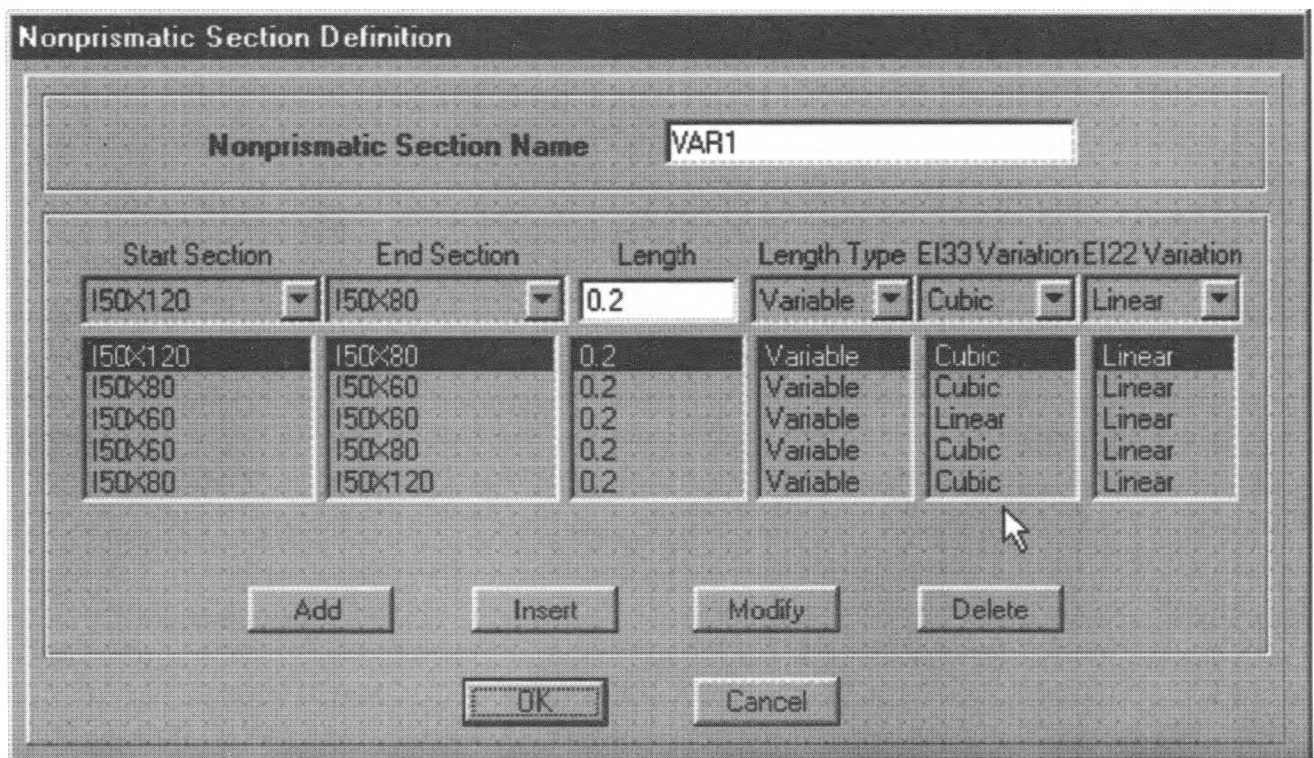 Nonprismatic Section Definition
Nonprismatic Section Name VAR1
Start Section End Section Length Length Type EI33 Variation EI22 Variation
I50X120 I50X80 0.2 Variable Cubic Linear
I50X120 I50X80 0.2 Variable Cubic Linear
I50X80 I50X60 0.2 Variable Cubic Linear
I50X60 I50X60 0.2 Variable Linear Linear
I50X60 I50X80 0.2 Variable Cubic Linear
I50X80 I50X120 0.2 Variable Cubic Linear
Add Insert Modify Delete
OK Cancel